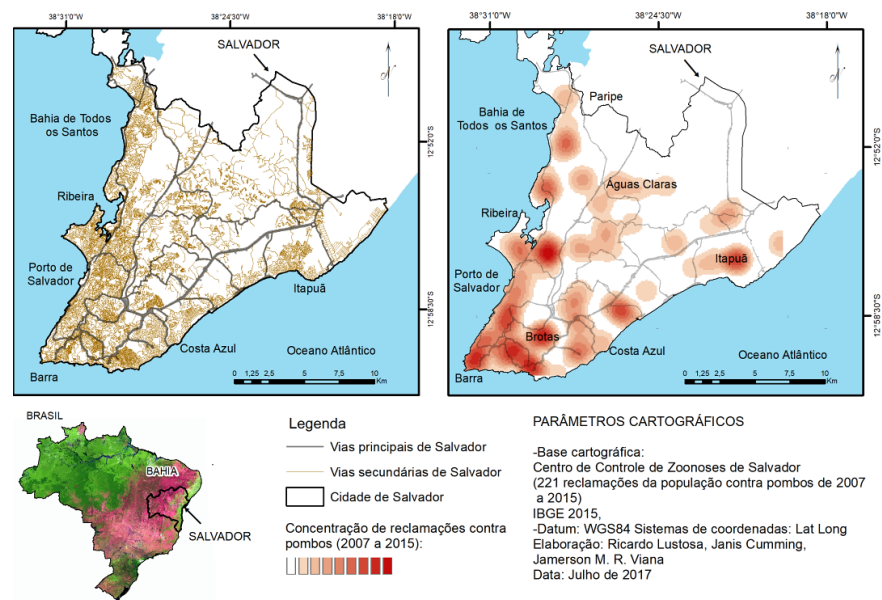 38°31'0"W
38°24'30"W
38°18'0"W
SALVADOR
Bahia de Todos
os Santos
Ribeira
Porto de
Salvador
Itapuã
Costa Azul
Oceano Atlântico
Barra
0 1,25 2,5 5 7,5 10
Km
12°52'0"S
12°58'30"S
38°31'0"W
38°24'30"W
38°18'0"W
SALVADOR
Paripe
Bahia de
Todos os
Santos
Águas Claras
Ribeira
Porto de
Salvador
Itapuã
Brotas
Costa Azul
Oceano Atlântico
Barra
0 1,25 2,5 5 7,5 10
Km
12°52'0"S
12°58'30"S
BRASIL
BAHIA
SALVADOR
Legenda
Vias principais de Salvador
Vias secundárias de Salvador
Cidade de Salvador
Concentração de reclamações contra
pombos (2007 a 2015):
PARÂMETROS CARTOGRÁFICOS
-Base cartográfica:
Centro de Controle de Zoonoses de Salvador
(221 reclamações da população contra pombos de 2007
a 2015)
IBGE 2015,
-Datum: WGS84 Sistemas de coordenadas: Lat Long
Elaboração: Ricardo Lustosa, Janis Cumming,
Jamerson M. R. Viana
Data: Julho de 2017